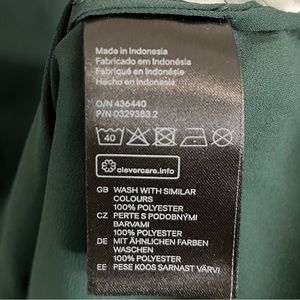 Made in Indonesia
Fabricado em Indonésia
Fabriqué en Indonésie
Hecho en Indonesia
O/N 436440
P/N 0329383 2
40
clevercare.info
GB WASH WITH SIMILAR
COLOURS
100% POLYESTER
CZ PERTE S PODOBNÝMI
BARVAMI
100% POLYESTER
DE MIT ÄHNLICHEN FARBEN
WASCHEN
100% POLYESTER
EE PESE KOOS SARNAST VÄRVI